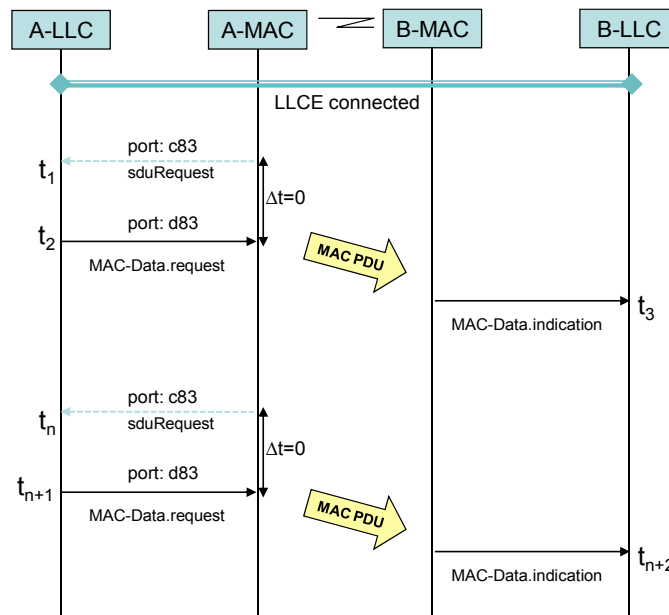 A-LLC
A-MAC
B-MAC
B-LLC
LLCE connected
port: c83
t1
sduRequest
Δt=0
port: d83
t2
MAC-Data.request
MAC PDU
t3
MAC-Data.indication
port: c83
tn
sduRequest
Δt=0
port: d83
tn+1
MAC-Data.request
MAC PDU
tn+2
MAC-Data.indication